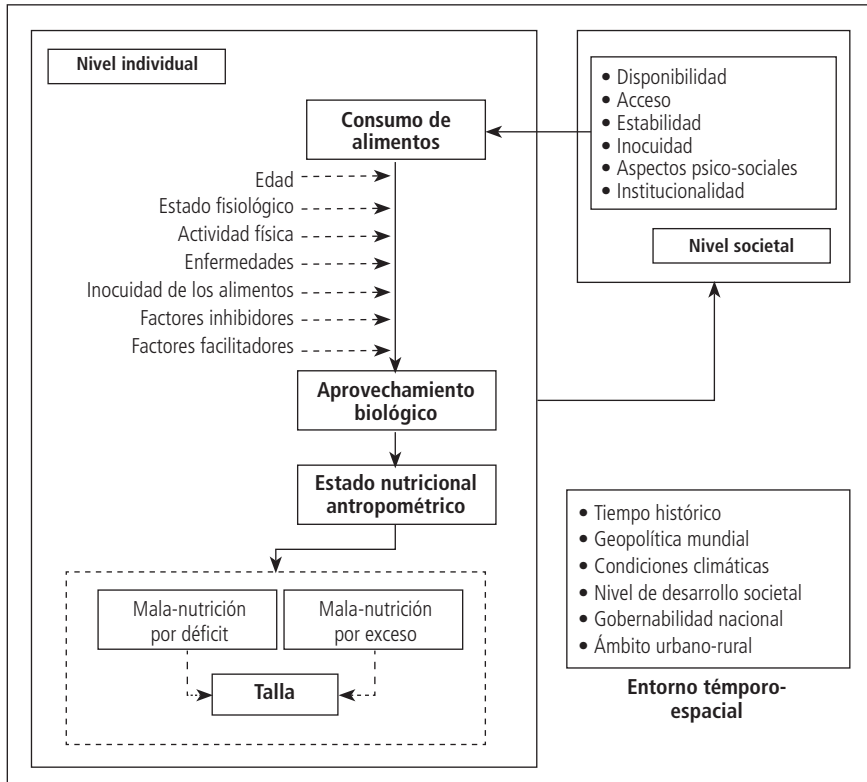 Nivel individual
Consumo de
alimentos
Edad
Estado fisiológico
Actividad física
Enfermedades
Inocuidad de los alimentos
Factores inhibidores
Factores facilitadores
Aprovechamiento
biológico
Estado nutricional
antropométrico
Mala-nutrición
por déficit
Mala-nutrición
por exceso
Talla
• Disponibilidad
• Acceso
• Estabilidad
• Inocuidad
• Aspectos psico-sociales
• Institucionalidad
Nivel societal
• Tiempo histórico
• Geopolítica mundial
• Condiciones climáticas
• Nivel de desarrollo societal
• Gobernabilidad nacional
• Ámbito urbano-rural
Entorno témporo-
espacial